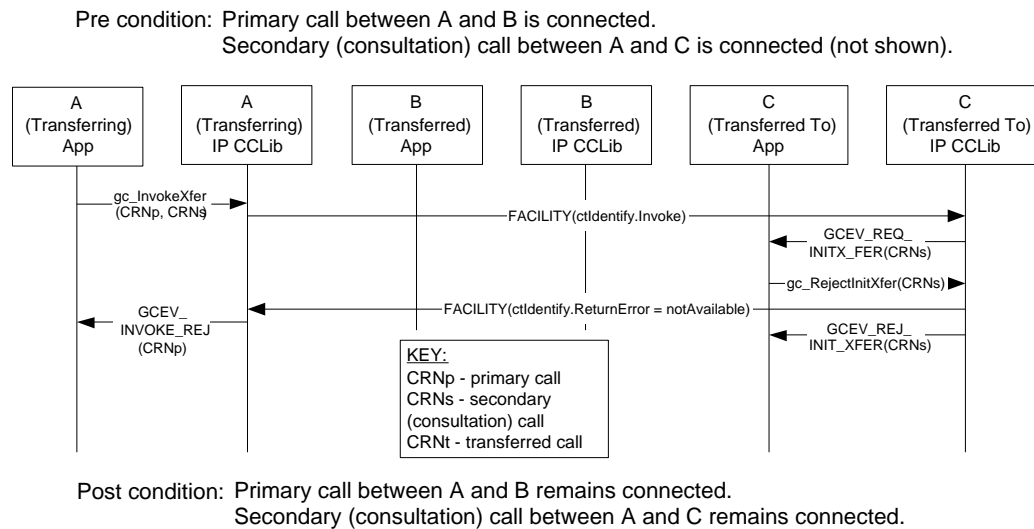 Pre condition: Primary call between A and B is connected.
Secondary (consultation) call between A and C is connected (not shown).
A
(Transferring)
App
A
(Transferring)
IP CCLib
B
(Transferred)
App
B
(Transferred)
IP CCLib
C
(Transferred To)
App
C
(Transferred To)
IP CCLib
gc_InvokeXfer
(CRNp, CRNs)
FACILITY(ctIdentify.Invoke)
GCEV_REQ_
INITX_FER(CRNs)
gc_RejectInitXfer(CRNs)
FACILITY(ctIdentify.ReturnError = notAvailable)
GCEV_
INVOKE_REJ
(CRNp)
GCEV_REJ_
INIT_XFER(CRNs)
KEY:
CRNp - primary call
CRNs - secondary
(consultation) call
CRNt - transferred call
Post condition: Primary call between A and B remains connected.
Secondary (consultation) call between A and C remains connected.